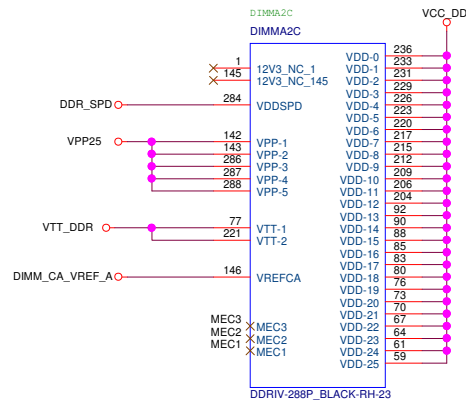 DIMMA2C
VCC_DD
DIMMA2C
1 12V3_NC_1 VDD-0 236
145 12V3_NC_145 VDD-1 233
VDD-2 231
VDD-3 229
DDR_SPD 284 VDDSPD VDD-4 226
VDD-5 223
VDD-6 220
VPP25 142 VPP-1 VDD-7 217
143 VPP-2 VDD-8 215
286 VPP-3 VDD-9 212
287 VPP-4 VDD-10 209
288 VPP-5 VDD-11 206
VDD-12 204
VDD-13 92
VTT_DDR 77 VTT-1 VDD-14 90
221 VTT-2 VDD-15 88
VDD-16 85
VDD-17 83
DIMM_CA_VREF_A 146 VREFCA VDD-18 80
VDD-19 76
VDD-20 73
VDD-21 70
MEC3 MEC3 VDD-22 67
MEC2 MEC2 VDD-23 64
MEC1 MEC1 VDD-24 61
VDD-25 59
DDRIV-288P_BLACK-RH-23